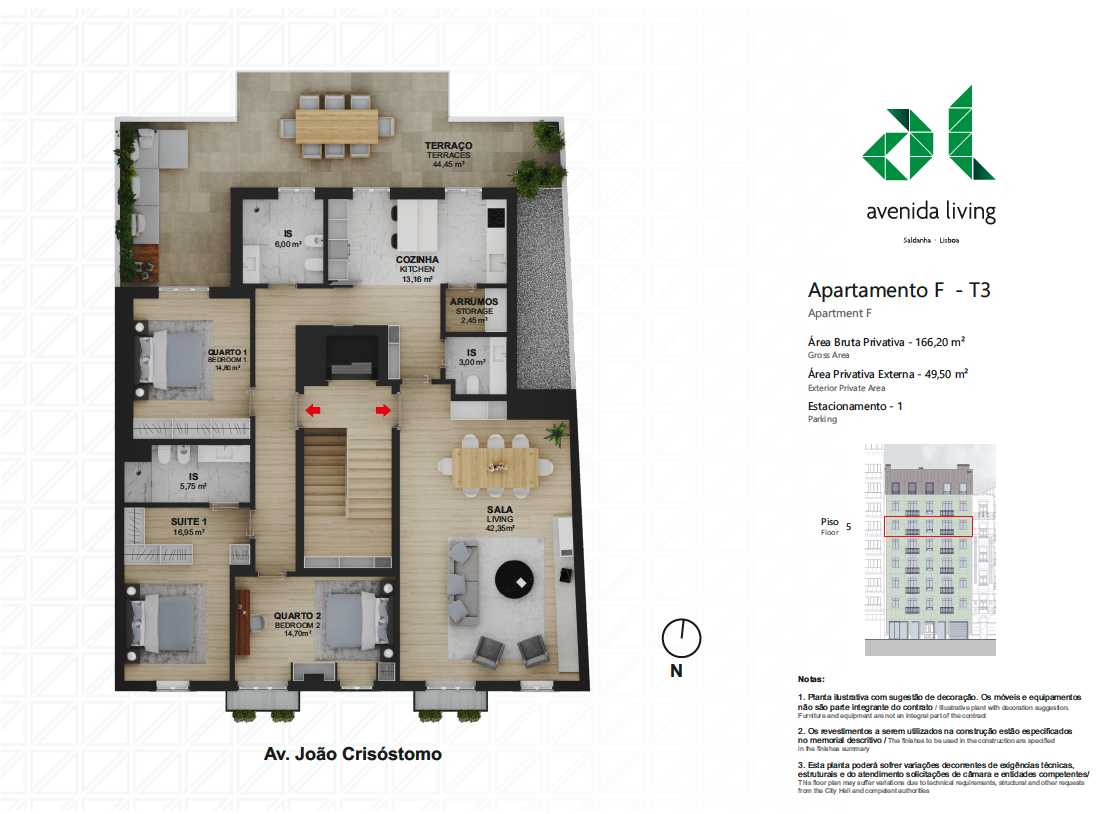 TERRAÇO
TERRACES
44,45 m²
IS
6,00 m²
COZINHA
KITCHEN
13,16 m²
ARRUMOS
STORAGE
2,45 m²
IS
3,00 m²
QUARTO 1
BEDROOM 1
14,80 m²
IS
5,75 m²
SUITE 1
16,95 m²
SALA
LIVING
42,35m²
QUARTO 2
BEDROOM 2
14,70m²
N
Av. João Crisóstomo
avenida living
Saldanha · Lisboa
Apartamento F - T3
Apartment F
Área Bruta Privativa - 166,20 m²
Gross Area
Área Privativa Externa - 49,50 m²
Exterior Private Area
Estacionamento - 1
Parking
Piso 5
Floor
Notas:
1. Planta ilustrativa com sugestão de decoração. Os móveis e equipamentos
não são parte integrante do contrato / Illustrative plant with decoration suggestion.
Furniture and equipment are not an integral part of the contract
2. Os revestimentos a serem utilizados na construção estão especificados
no memorial descritivo / The finishes to be used in the construction are specified
in the finishes summary
3. Esta planta poderá sofrer variações decorrentes de exigências técnicas,
estruturais e do atendimento solicitações de câmara e entidades competentes/
This floor plan may suffer variations due to technical requirements, structural and other requests
from the City Hall and competent authorities